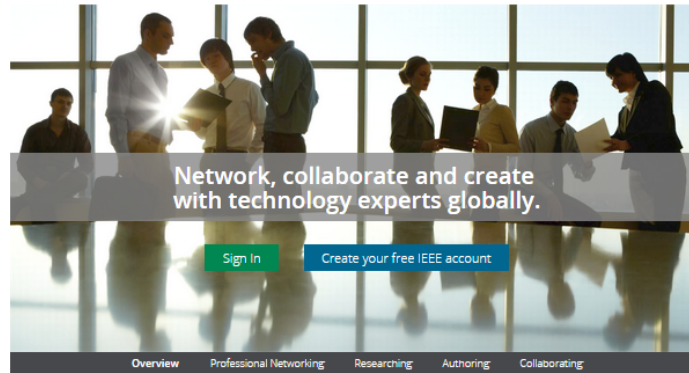 Network, collaborate and create
with technology experts globally.
Sign In
Create your free IEEE account
Overview
Professional Networking
Researching
Authoring
Collaborating